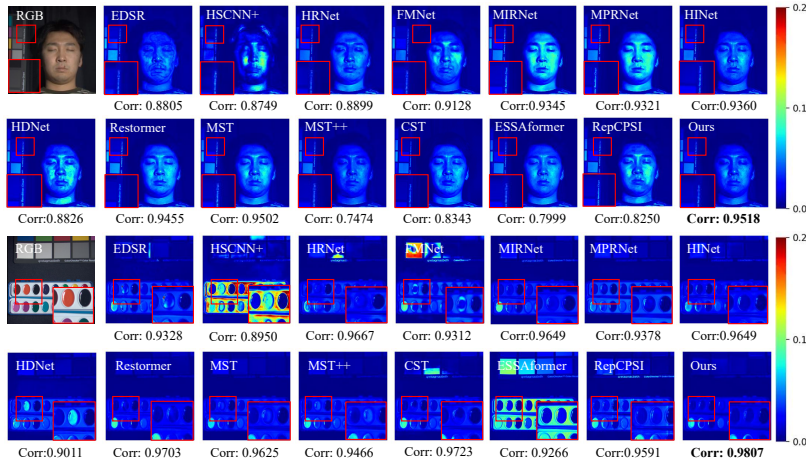 RGB EDSR HSCNN+ HRNet FMNet MIRNet MPRNet HINet 0.2
Corr: 0.8805 Corr: 0.8749 Corr: 0.8899 Corr: 0.9128 Corr:0.9345 Corr:0.9321 Corr: 0.9360
0.1
HDNet Restormer MST MST++ CST ESSAformer RepCPSI Ours
Corr:0.8826 Corr: 0.9455 Corr: 0.9502 Corr: 0.7474 Corr: 0.8343 Corr:0.7999 Corr: 0.8250 Corr: 0.9518 0.0
RGB EDSR HSCNN+ HRNet FMNet MIRNet MPRNet HINet 0.2
Corr: 0.9328 Corr: 0.8950 Corr: 0.9667 Corr: 0.9312 Corr:0.9649 Corr:0.9378 Corr: 0.9649
0.1
HDNet Restormer MST MST++ CST ESSAformer RepCPSI Ours
Corr:0.9011 Corr: 0.9703 Corr: 0.9625 Corr: 0.9466 Corr: 0.9723 Corr: 0.9266 Corr: 0.9591 Corr: 0.9807 0.0